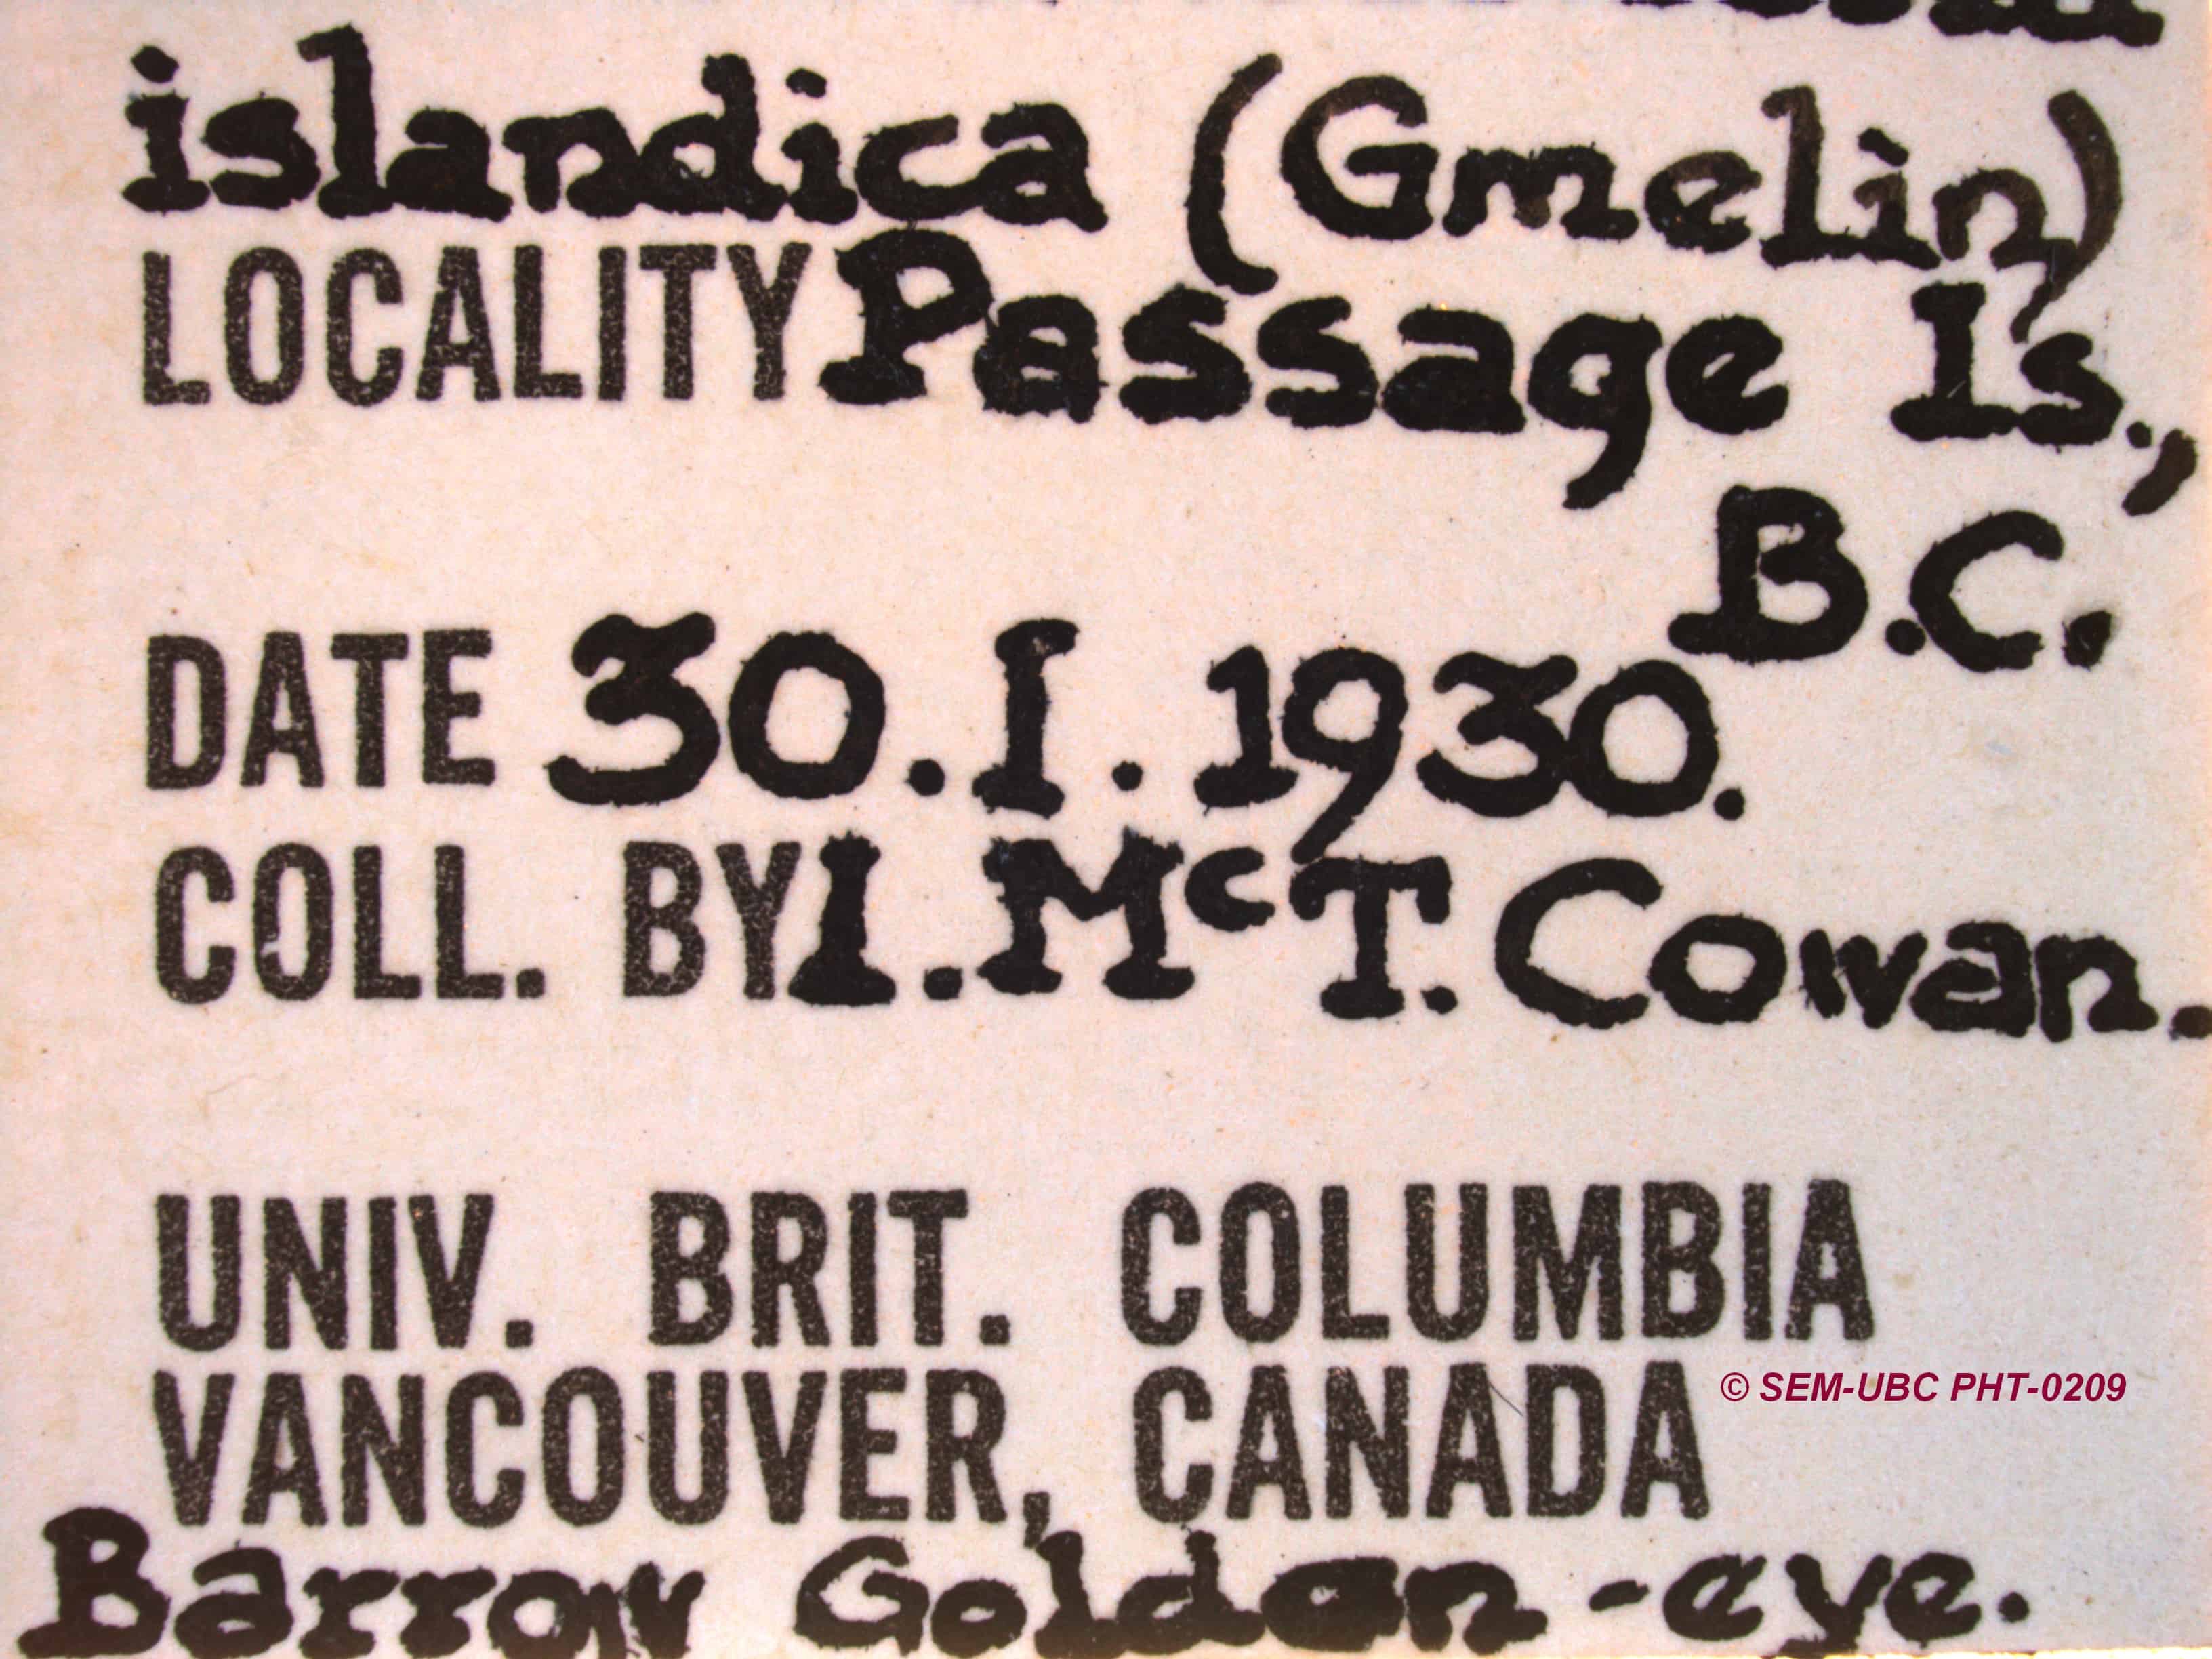 islandica (Gmelin)
LOCALITY Passage Is.,
B.C.
DATE 30.I.1930.
COLL. BY I. McT. Cowan.
UNIV. BRIT. COLUMBIA
VANCOUVER, CANADA
© SEM-UBC PHT-0209
Barrow Golden-eye.